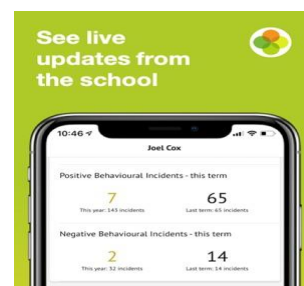 See live
updates from
the school
10:46
Joel Cox
Positive Behavioural Incidents - this term
7 65
This year: 143 incidents Last term: 65 incidents
Negative Behavioural Incidents - this term
2 14
This year: 32 incidents Last term: 14 incidents